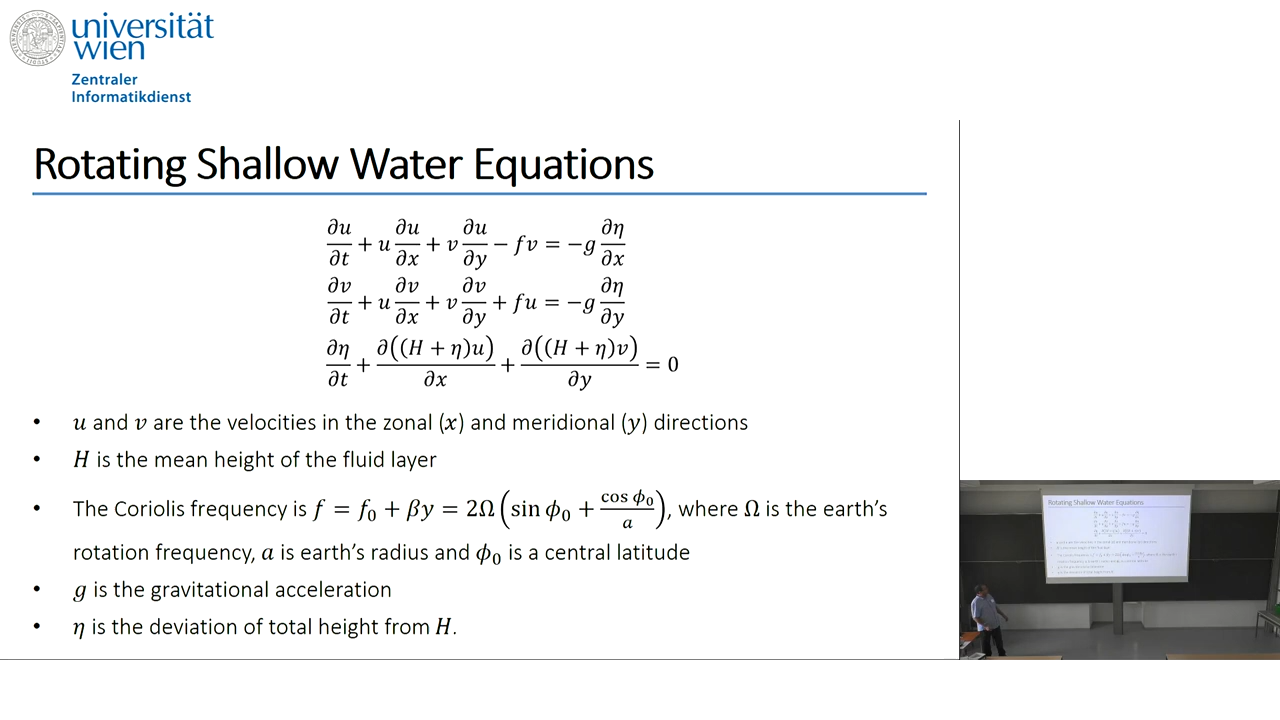 universität
wien
Zentraler
Informatikdienst
Rotating Shallow Water Equations
∂u/∂t + u ∂u/∂x + v ∂u/∂y − fv = −g ∂η/∂x
∂v/∂t + u ∂v/∂x + v ∂v/∂y + fu = −g ∂η/∂y
∂η/∂t + ∂((H + η)u)/∂x + ∂((H + η)v)/∂y = 0
• u and v are the velocities in the zonal (x) and meridional (y) directions
• H is the mean height of the fluid layer
• The Coriolis frequency is f = f₀ + βy = 2Ω(sin ϕ₀ + cos ϕ₀/a), where Ω is the earth's
rotation frequency, a is earth's radius and ϕ₀ is a central latitude
• g is the gravitational acceleration
• η is the deviation of total height from H.
Rotating Shallow Water Equations